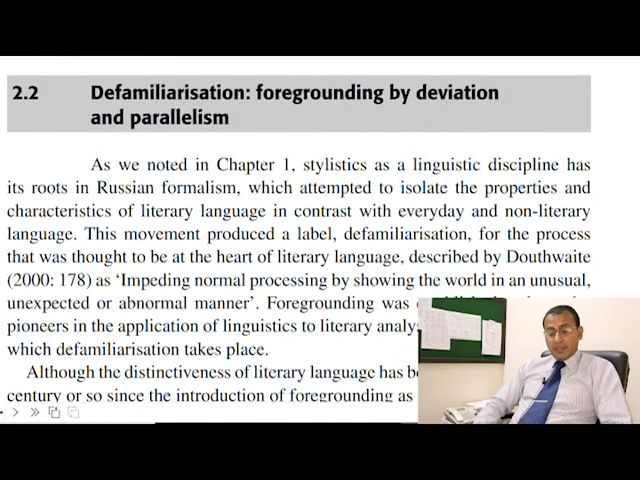 2.2 Defamiliarisation: foregrounding by deviation
and parallelism
As we noted in Chapter 1, stylistics as a linguistic discipline has
its roots in Russian formalism, which attempted to isolate the properties and
characteristics of literary language in contrast with everyday and non-literary
language. This movement produced a label, defamiliarisation, for the process
that was thought to be at the heart of literary language, described by Douthwaite
(2000: 178) as ‘Impeding normal processing by showing the world in an unusual,
unexpected or abnormal manner’. Foregrounding was
pioneers in the application of linguistics to literary
which defamiliarisation takes place.
Although the distinctiveness of literary language has
century or so since the introduction of foregrounding as